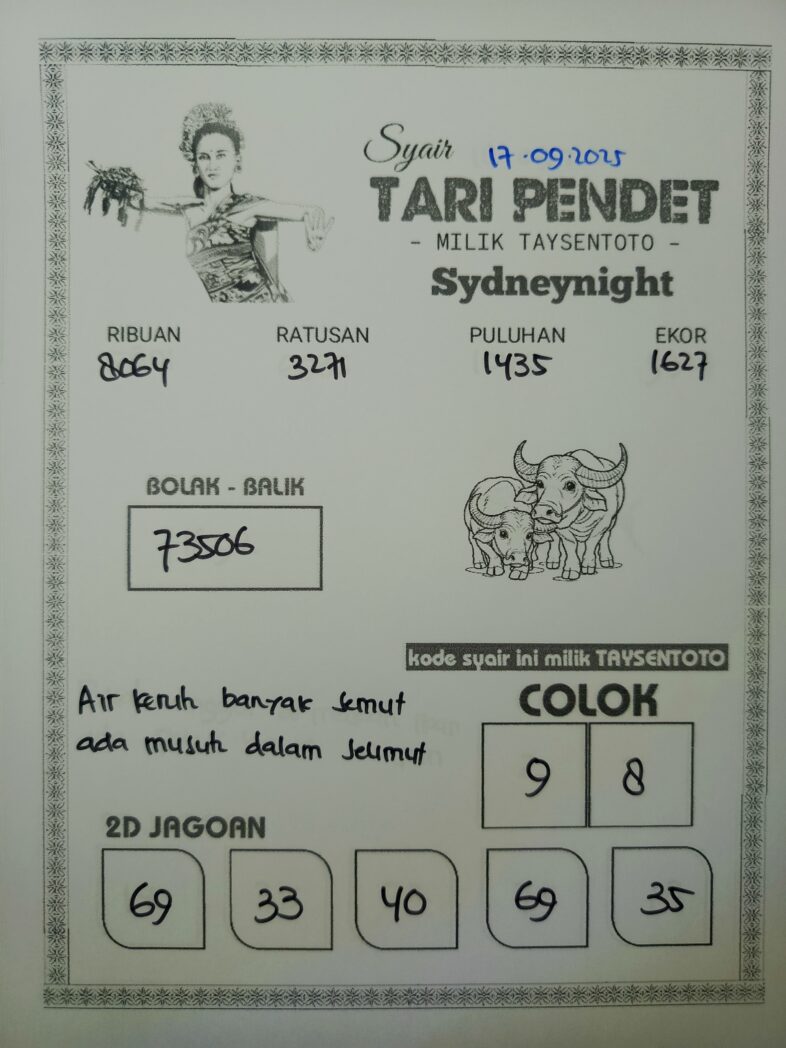 Syair 17.09.2025
TARI PENDET
- MILIK TAYSENTOTO -
Sydneynight
RIBUAN RATUSAN PULUHAN EKOR
8064 3271 1435 1627
BOLAK - BALIK
73506
kode syair ini milik TAYSENTOTO
Air keruh banyak semut
ada musuh dalam selimut
COLOK
9 8
2D JAGOAN
69 33 40 69 35